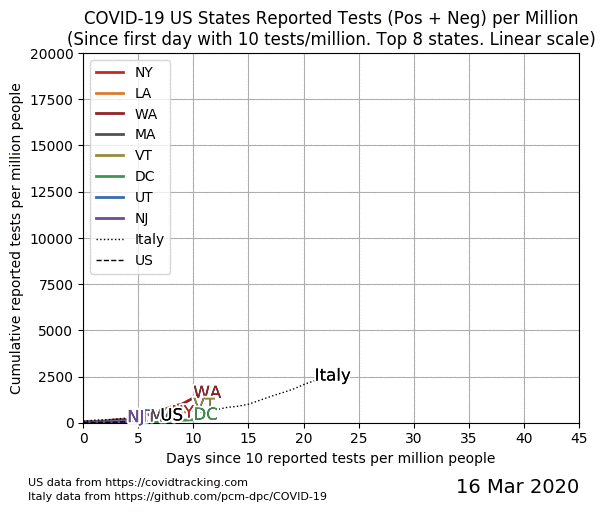 COVID-19 US States Reported Tests (Pos + Neg) per Million
(Since first day with 10 tests/million. Top 8 states. Linear scale)
Cumulative reported tests per million people
20000
17500
15000
12500
10000
7500
5000
2500
0
NY
LA
WA
MA
VT
DC
UT
NJ
Italy
US
Italy
WA
VT
NJ
US
DC
0 5 10 15 20 25 30 35 40 45
Days since 10 reported tests per million people
US data from https://covidtracking.com
Italy data from https://github.com/pcm-dpc/COVID-19
16 Mar 2020